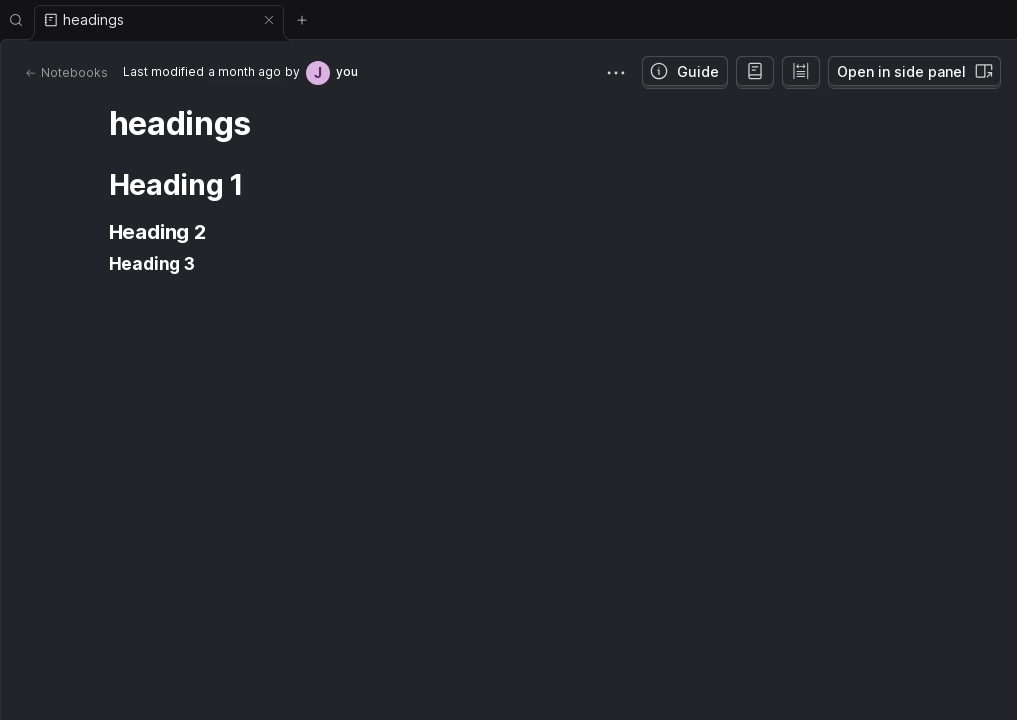 headings
Notebooks
Last modified a month ago by J you
Guide
Open in side panel
headings
Heading 1
Heading 2
Heading 3